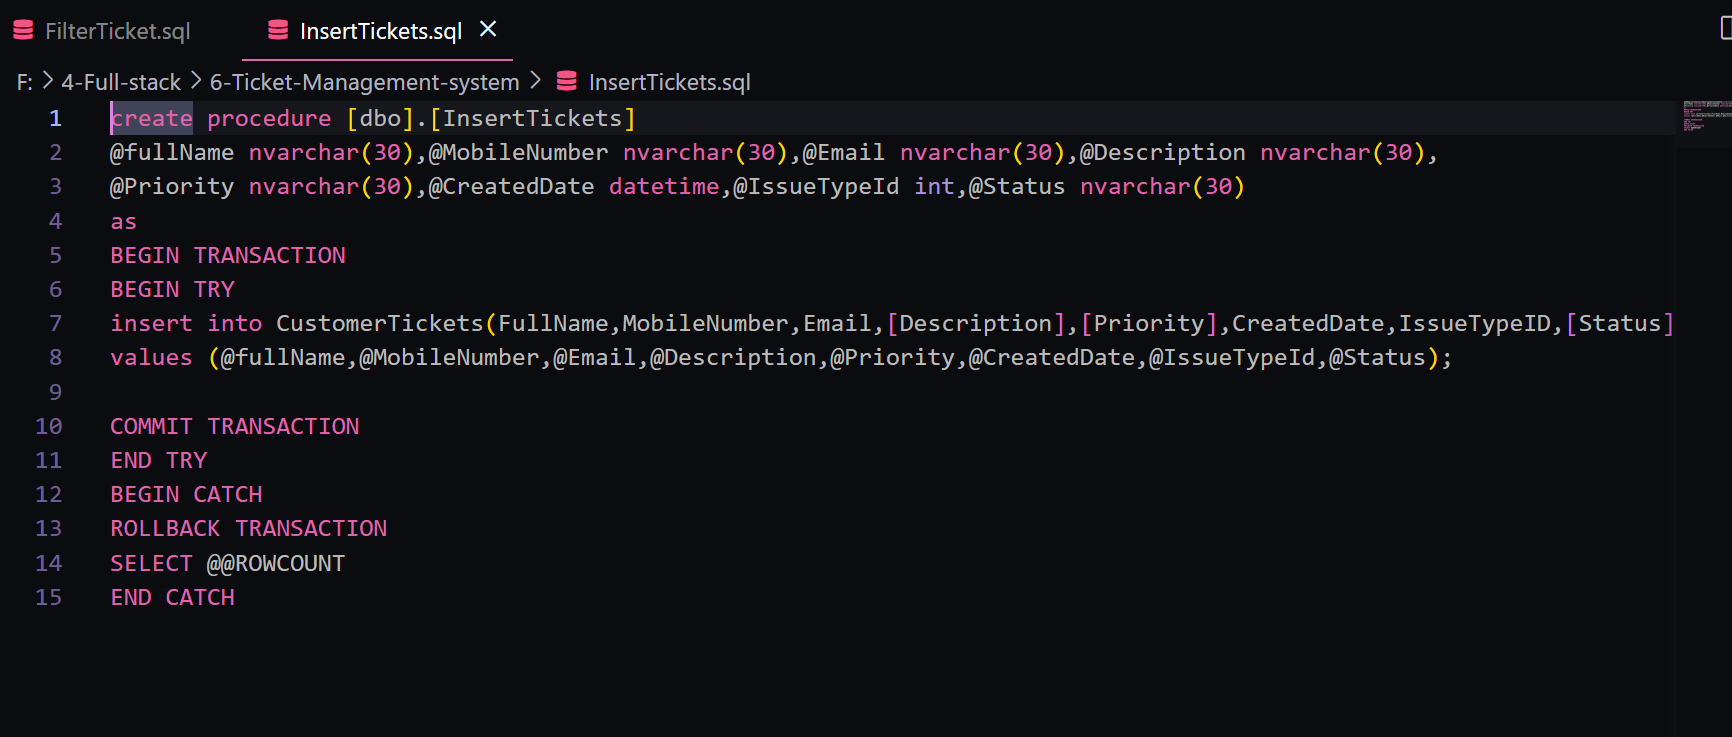 FilterTicket.sql InsertTickets.sql
F: > 4-Full-stack > 6-Ticket-Management-system > InsertTickets.sql
1 create procedure [dbo].[InsertTickets]
2 @fullName nvarchar(30),@MobileNumber nvarchar(30),@Email nvarchar(30),@Description nvarchar(30),
3 @Priority nvarchar(30),@CreatedDate datetime,@IssueTypeId int,@Status nvarchar(30)
4 as
5 BEGIN TRANSACTION
6 BEGIN TRY
7 insert into CustomerTickets(FullName,MobileNumber,Email,[Description],[Priority],CreatedDate,IssueTypeID,[Status]
8 values (@fullName,@MobileNumber,@Email,@Description,@Priority,@CreatedDate,@IssueTypeId,@Status);
9
10 COMMIT TRANSACTION
11 END TRY
12 BEGIN CATCH
13 ROLLBACK TRANSACTION
14 SELECT @@ROWCOUNT
15 END CATCH